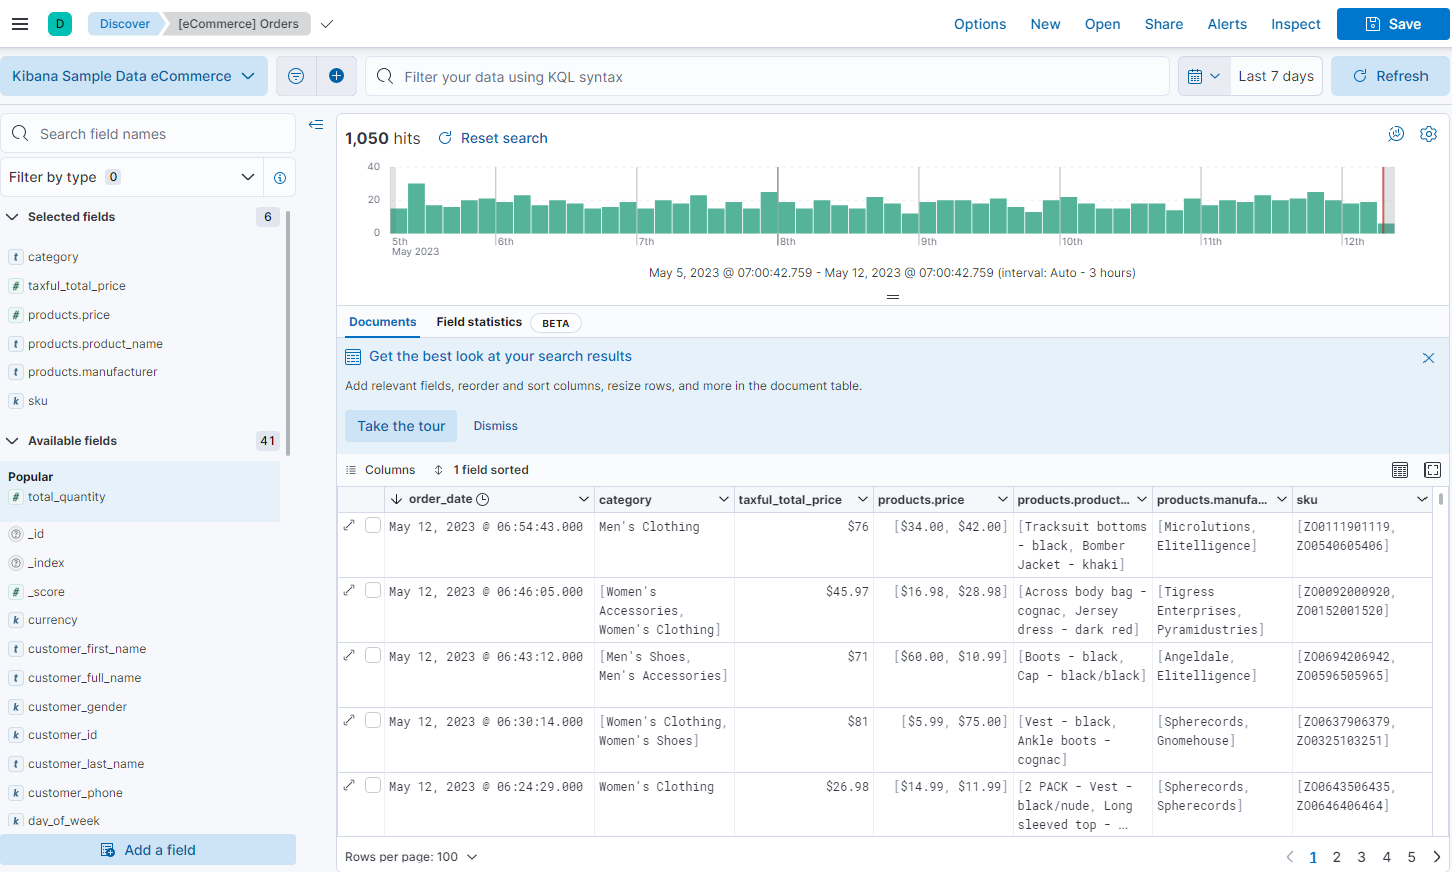 D Discover [eCommerce] Orders Options New Open Share Alerts Inspect Save
Kibana Sample Data eCommerce Filter your data using KQL syntax Last 7 days Refresh
Search field names
Filter by type 0
Selected fields 6
t category
# taxful_total_price
# products.price
t products.product_name
t products.manufacturer
k sku
Available fields 41
Popular
# total_quantity
_id
_index
# _score
k currency
t customer_first_name
t customer_full_name
k customer_gender
k customer_id
t customer_last_name
k customer_phone
k day_of_week
Add a field
1,050 hits Reset search
40
20
0
5th 6th 7th 8th 9th 10th 11th 12th
May 2023
May 5, 2023 @ 07:00:42.759 - May 12, 2023 @ 07:00:42.759 (interval: Auto - 3 hours)
Documents Field statistics BETA
Get the best look at your search results
Add relevant fields, reorder and sort columns, resize rows, and more in the document table.
Take the tour Dismiss
Columns 1 field sorted
order_date category taxful_total_price products.price products.product... products.manufa... sku
May 12, 2023 @ 06:54:43.000 Men's Clothing $76 [$34.00, $42.00] [Tracksuit bottoms [Microlutions, [ZO0111901119,
- black, Bomber Elitelligence] ZO0540605406]
Jacket - khaki]
May 12, 2023 @ 06:46:05.000 [Women's $45.97 [$16.98, $28.98] [Across body bag - [Tigress [ZO0092000920,
Accessories, cognac, Jersey Enterprises, ZO0152001520]
Women's Clothing] dress - dark red] Pyramidustries]
May 12, 2023 @ 06:43:12.000 [Men's Shoes, $71 [$60.00, $10.99] [Boots - black, [Angeldale, [ZO0694206942,
Men's Accessories] Cap - black/black] Elitelligence] ZO0596505965]
May 12, 2023 @ 06:30:14.000 [Women's Clothing, $81 [$5.99, $75.00] [Vest - black, [Spherecords, [ZO0637906379,
Women's Shoes] Ankle boots - Gnomehouse] ZO0325103251]
cognac]
May 12, 2023 @ 06:24:29.000 Women's Clothing $26.98 [$14.99, $11.99] [2 PACK - Vest - [Spherecords, [ZO0643506435,
black/nude, Long Spherecords] ZO0646406464]
sleeved top - ...
Rows per page: 100 1 2 3 4 5